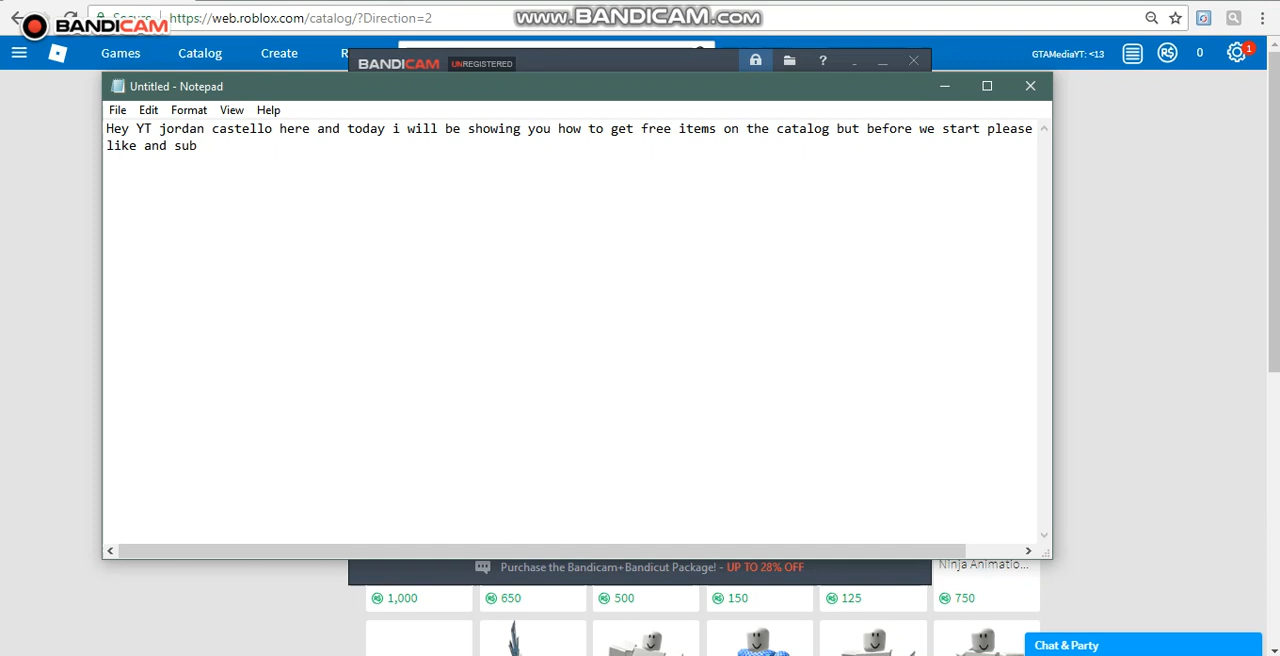 https://web.roblox.com/catalog/?Direction=2
www.BANDICAM.com
BANDICAM
Games
Catalog
Create
R
GTAMediaYT: <13
R$
0
1
BANDICAM
UNREGISTERED
?
Untitled - Notepad
File
Edit
Format
View
Help
Hey YT jordan castello here and today i will be showing you how to get free items on the catalog but before we start please
like and sub
Purchase the Bandicam+Bandicut Package! - UP TO 28% OFF
Ninja Animatio...
1,000
650
500
150
125
750
Chat & Party